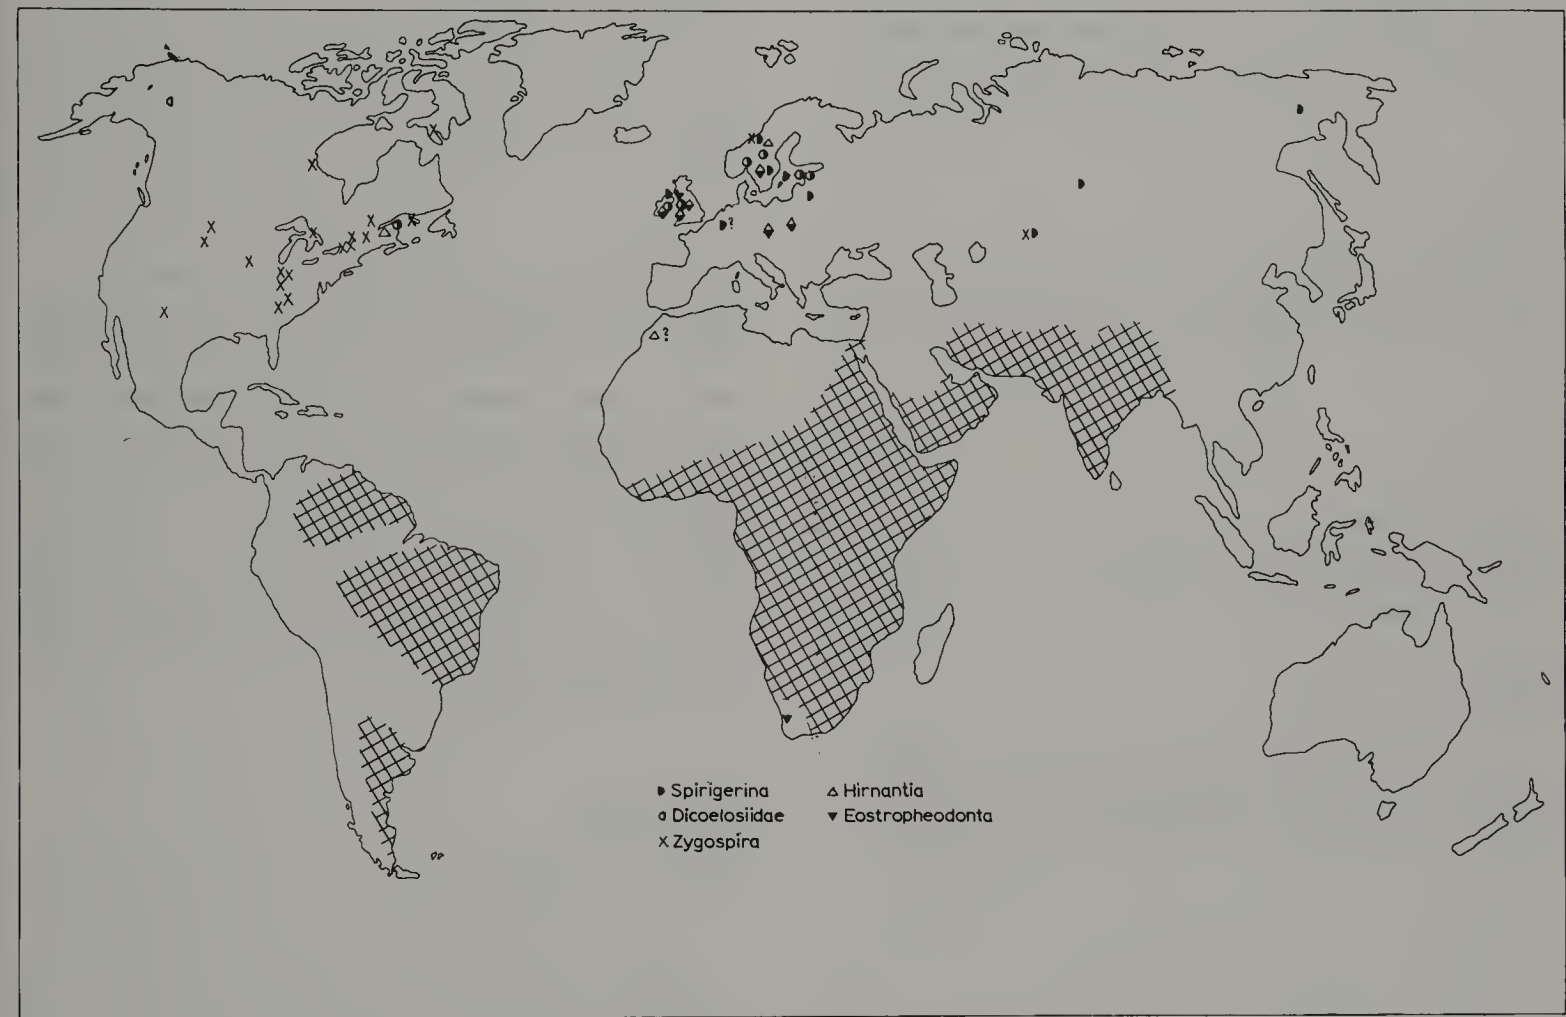 ?
?
Spirigerina
Dicoelosiidae
x Zygospira
Hirnantia
Eostropheodonta